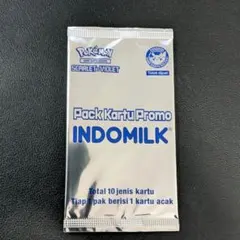 Pokémon
SCARLET & VIOLET
Pack Kartu Promo
INDOMILK®
Total 10 jenis kartu
Tiap 1 pak berisi 1 kartu acak